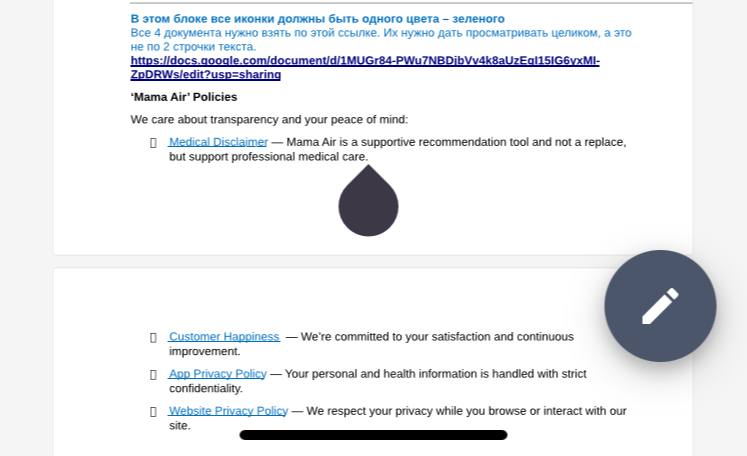 В этом блоке все иконки должны быть одного цвета – зеленого
Все 4 документа нужно взять по этой ссылке. Их нужно дать просматривать целиком, а это
не по 2 строчки текста.
https://docs.google.com/document/d/1MUGr84-PWu7NBDjbVv4k8aUzEqI15IG6yxMI-
ZpDRWs/edit?usp=sharing
‘Mama Air’ Policies
We care about transparency and your peace of mind:
Medical Disclaimer — Mama Air is a supportive recommendation tool and not a replace,
but support professional medical care.
Customer Happiness — We’re committed to your satisfaction and continuous
improvement.
App Privacy Policy — Your personal and health information is handled with strict
confidentiality.
Website Privacy Policy — We respect your privacy while you browse or interact with our
site.